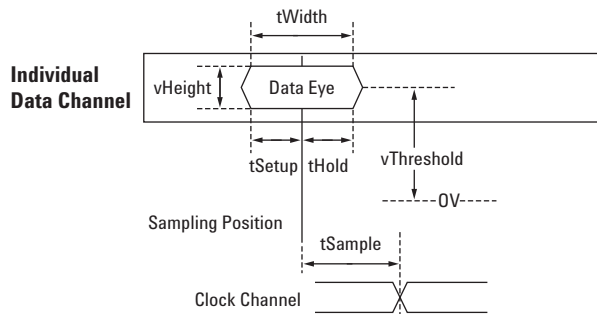 tWidth
Individual
Data Channel
vHeight
Data Eye
tSetup
tHold
vThreshold
0V
Sampling Position
tSample
Clock Channel